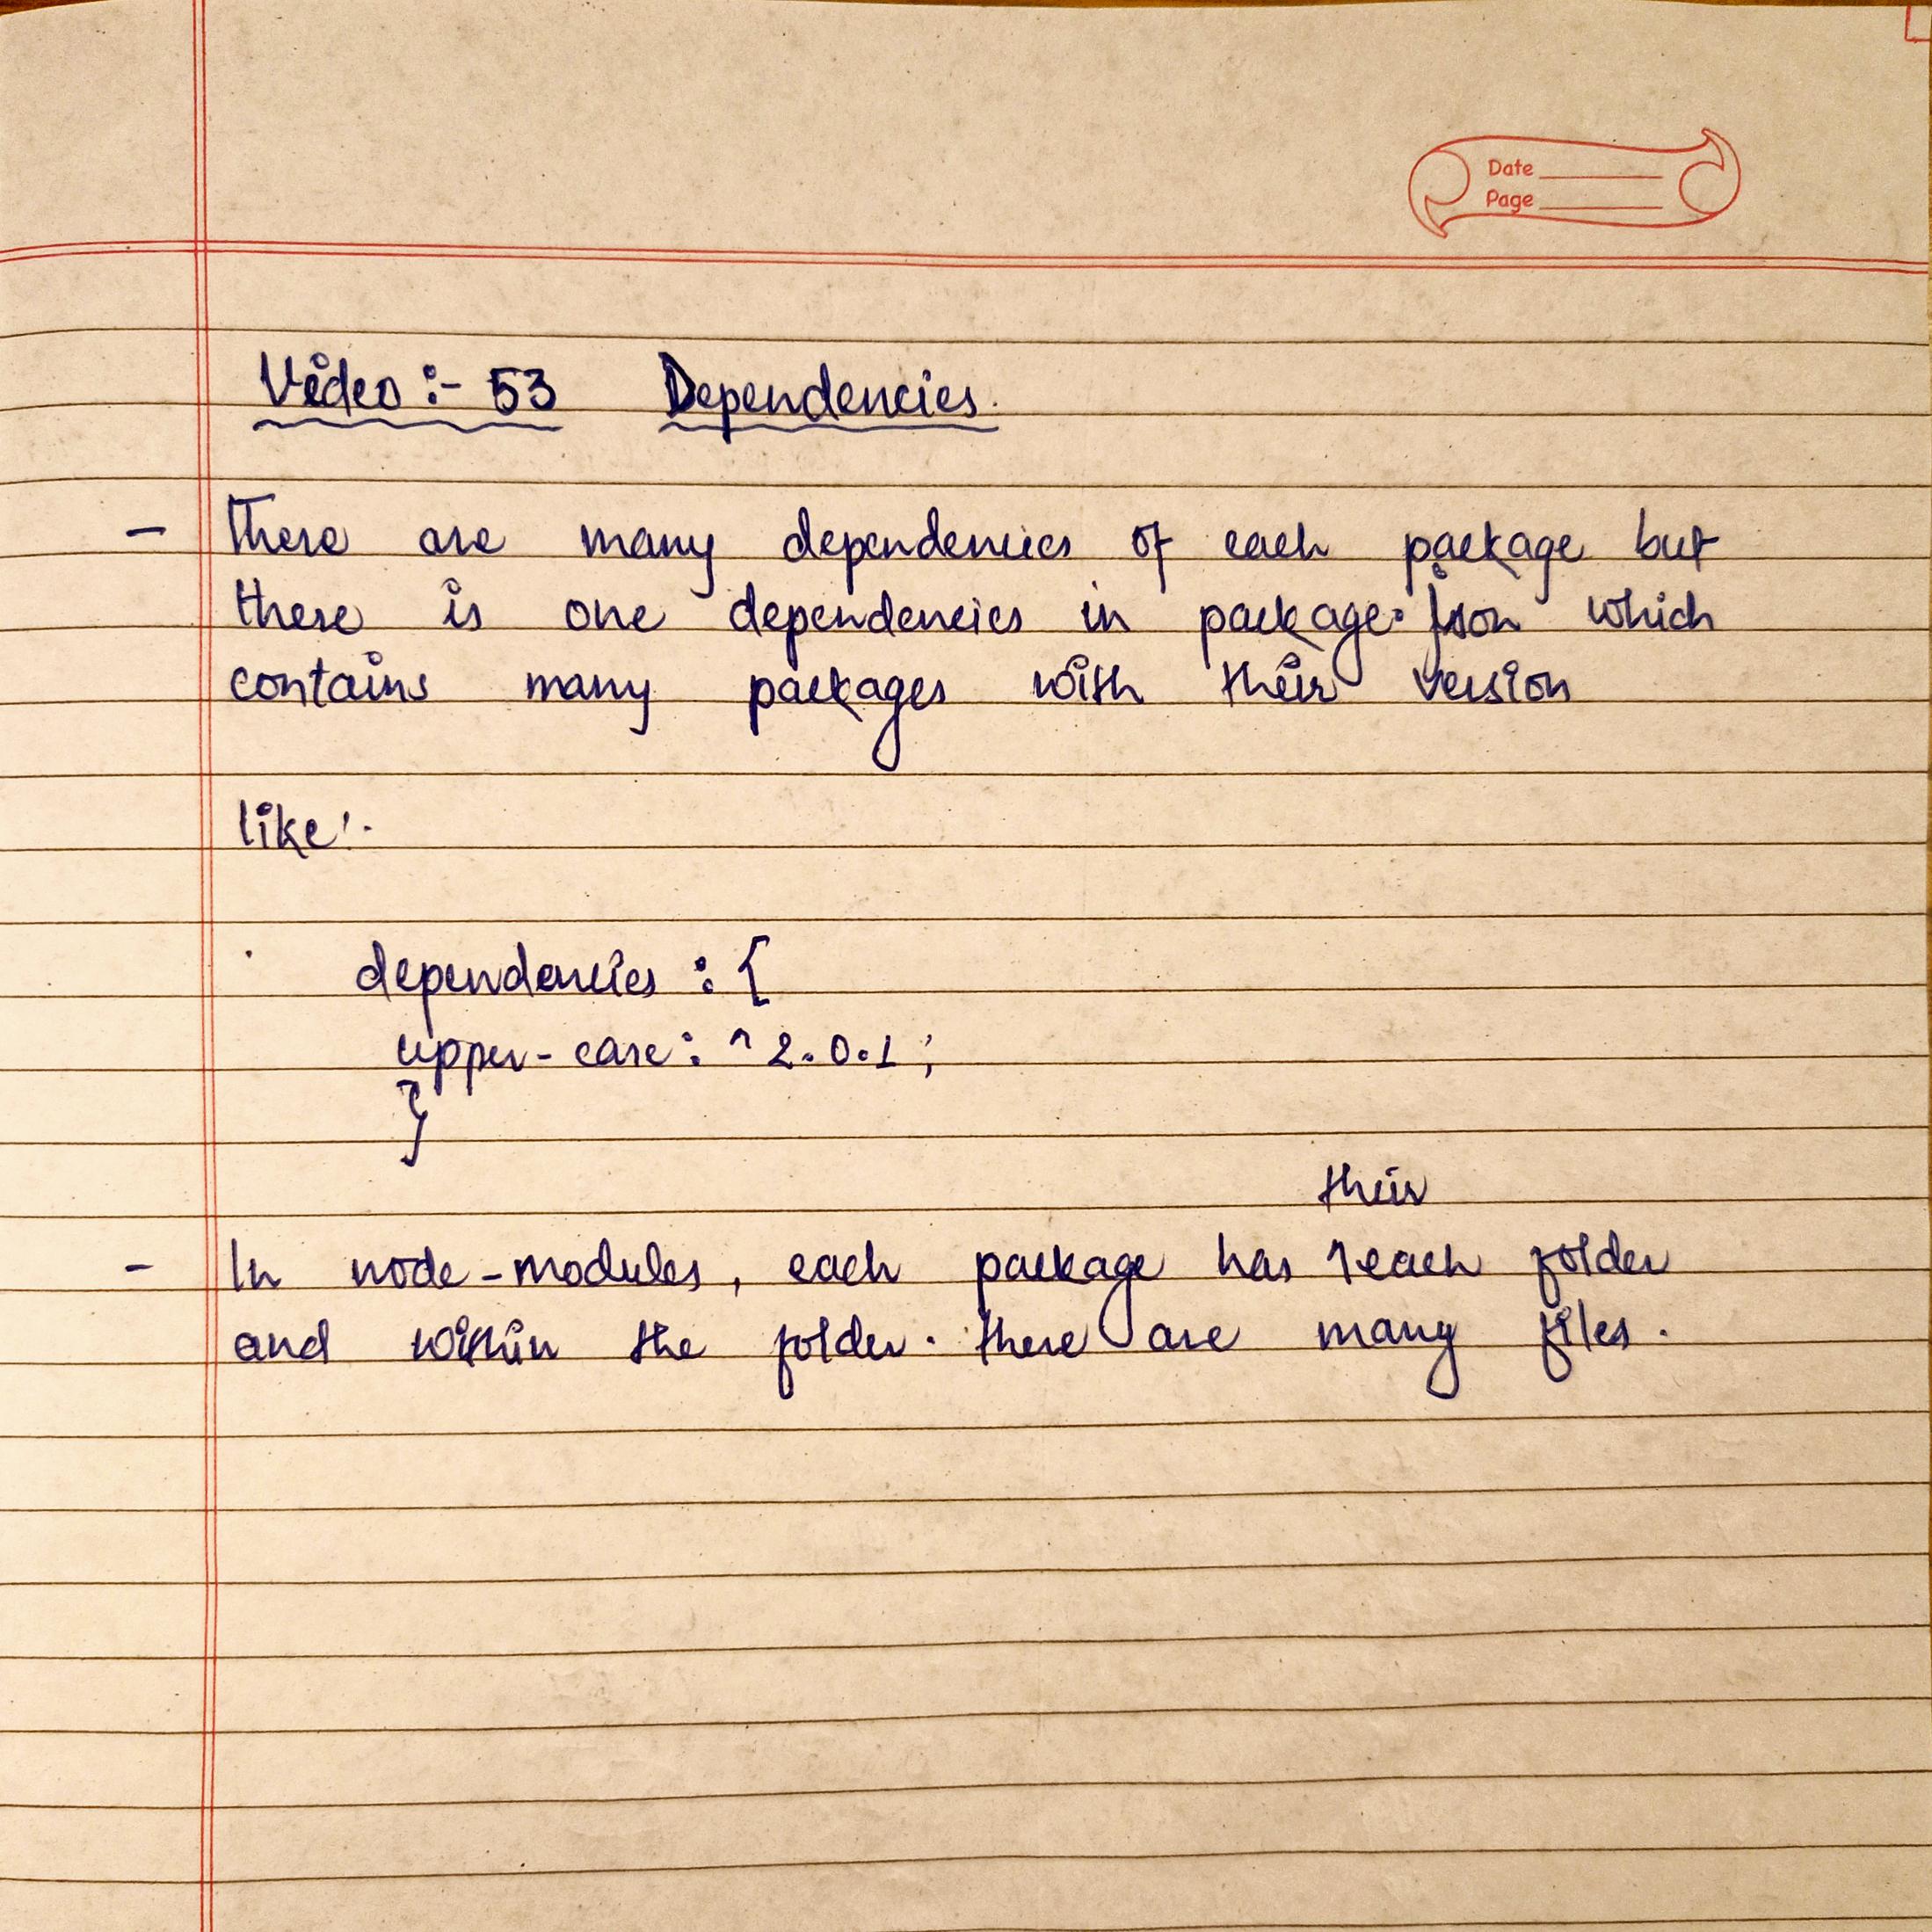 Date
Page
Video :- 53 Dependencies.
- There are many dependencies of each package but
there is one dependencies in package.json which
contains many packages with their version
like:-
dependencies : {
upper-case: ^2.0.1;
}
their
- In node-modules, each package has ^each folder
and within the folder. there are many files.